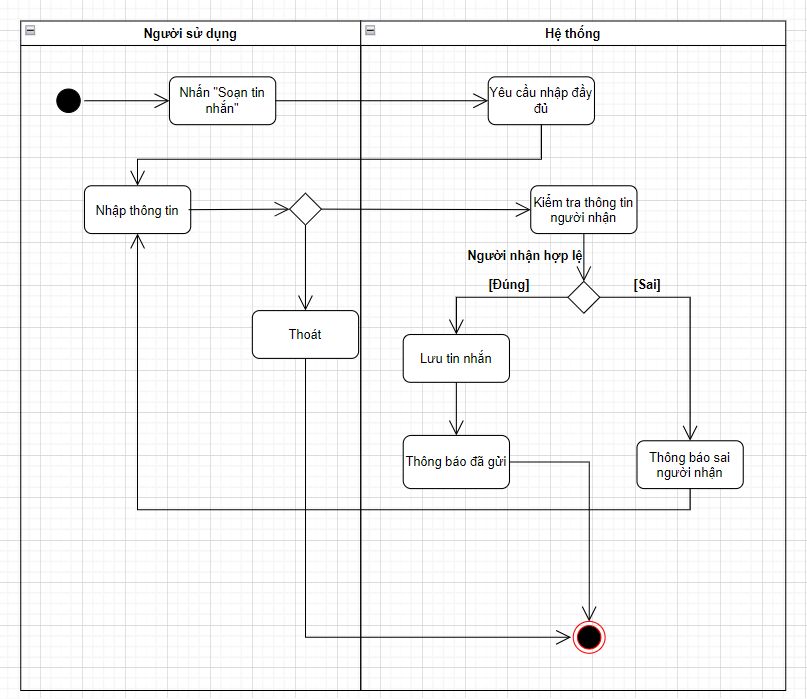 Người sử dụng
Hệ thống
Nhấn "Soạn tin
nhắn"
Yêu cầu nhập đầy
đủ
Nhập thông tin
Kiểm tra thông tin
người nhận
Người nhận hợp lệ
[Đúng]
[Sai]
Thoát
Lưu tin nhắn
Thông báo đã gửi
Thông báo sai
người nhận